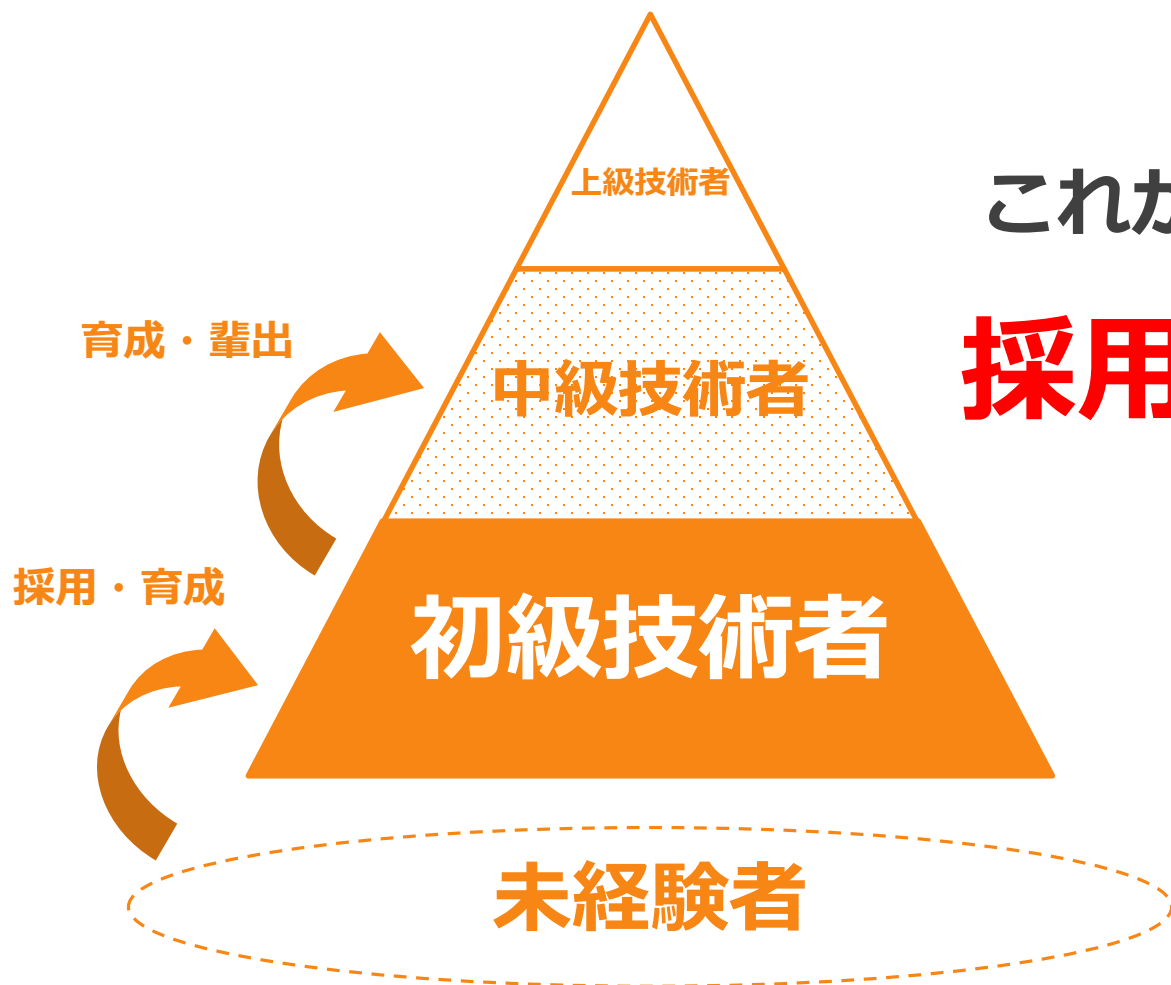 上級技術者
これか
育成・輩出
中級技術者
採用
採用・育成
初級技術者
未経験者